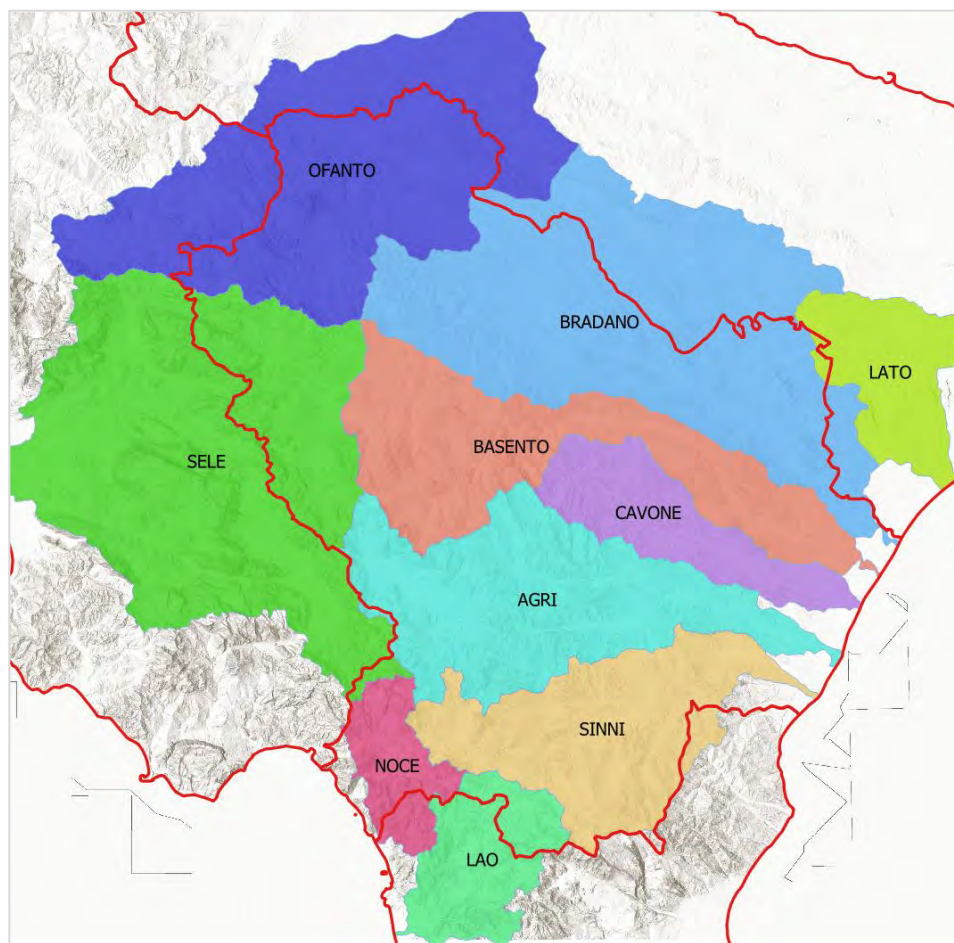 OFANTO
BRADANO
LATO
BASENTO
SELE
CAVONE
AGRI
SINNI
NOCE
LAO